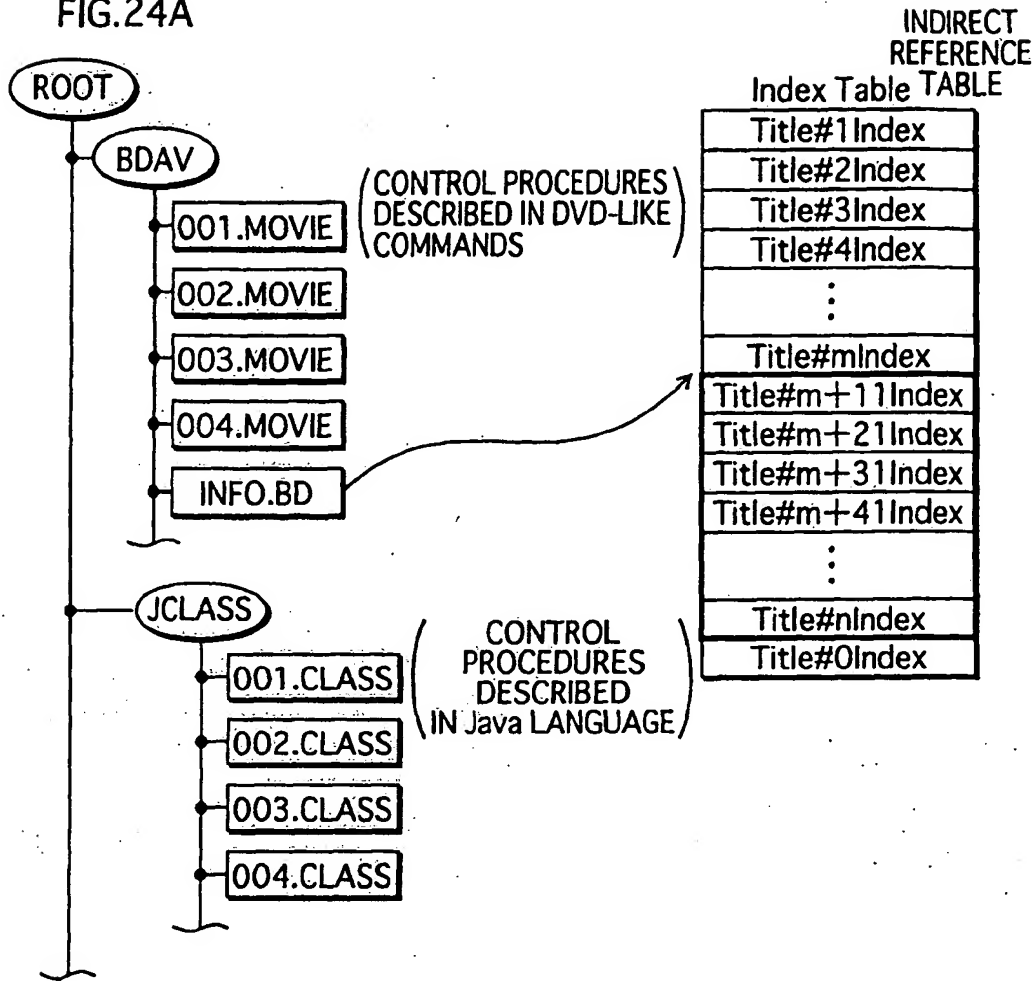 FIG.24A
ROOT
BDAV
001.MOVIE
002.MOVIE
003.MOVIE
004.MOVIE
INFO.BD
(CONTROL PROCEDURES
DESCRIBED IN DVD-LIKE
COMMANDS)
JCLASS
001.CLASS
002.CLASS
003.CLASS
004.CLASS
(CONTROL
PROCEDURES
DESCRIBED
IN Java LANGUAGE)
INDIRECT
REFERENCE
TABLE
Index Table
Title#1Index
Title#2Index
Title#3Index
Title#4Index
⋮
Title#mIndex
Title#m+11Index
Title#m+21Index
Title#m+31Index
Title#m+41Index
⋮
Title#nIndex
Title#0Index